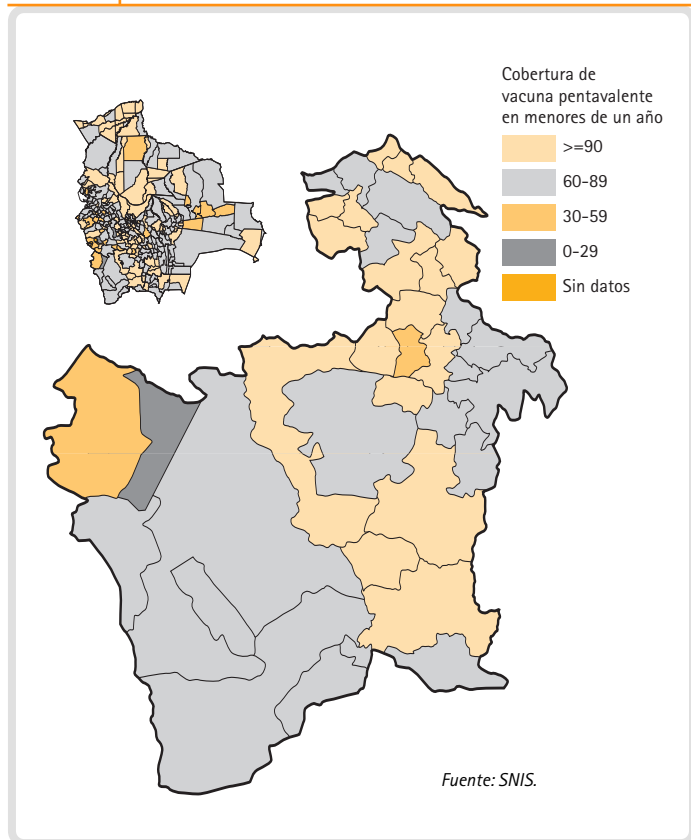 Cobertura de
vacuna pentavalente
en menores de un año
>=90
60-89
30-59
0-29
Sin datos
Fuente: SNIS.